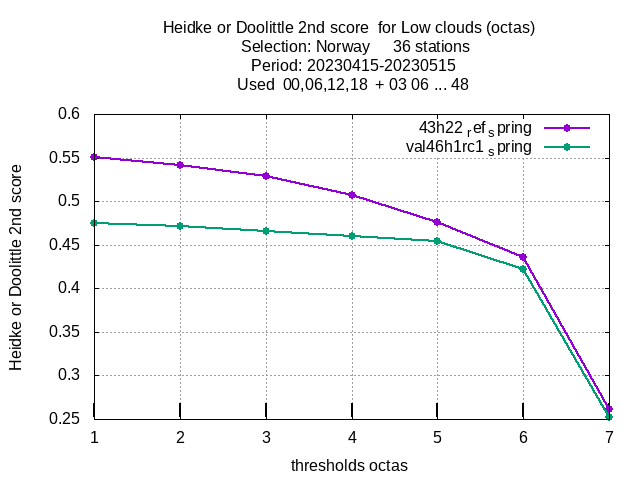 Heidke or Doolittle 2nd score  for Low clouds (octas)
Selection: Norway     36 stations
Period: 20230415-20230515
Used  00,06,12,18  + 03 06 ... 48
43h22 ref spring
val46h1rc1 spring
0.6
0.55
0.5
0.45
0.4
0.35
0.3
0.25
Heidke or Doolittle 2nd score
1 2 3 4 5 6 7
thresholds octas